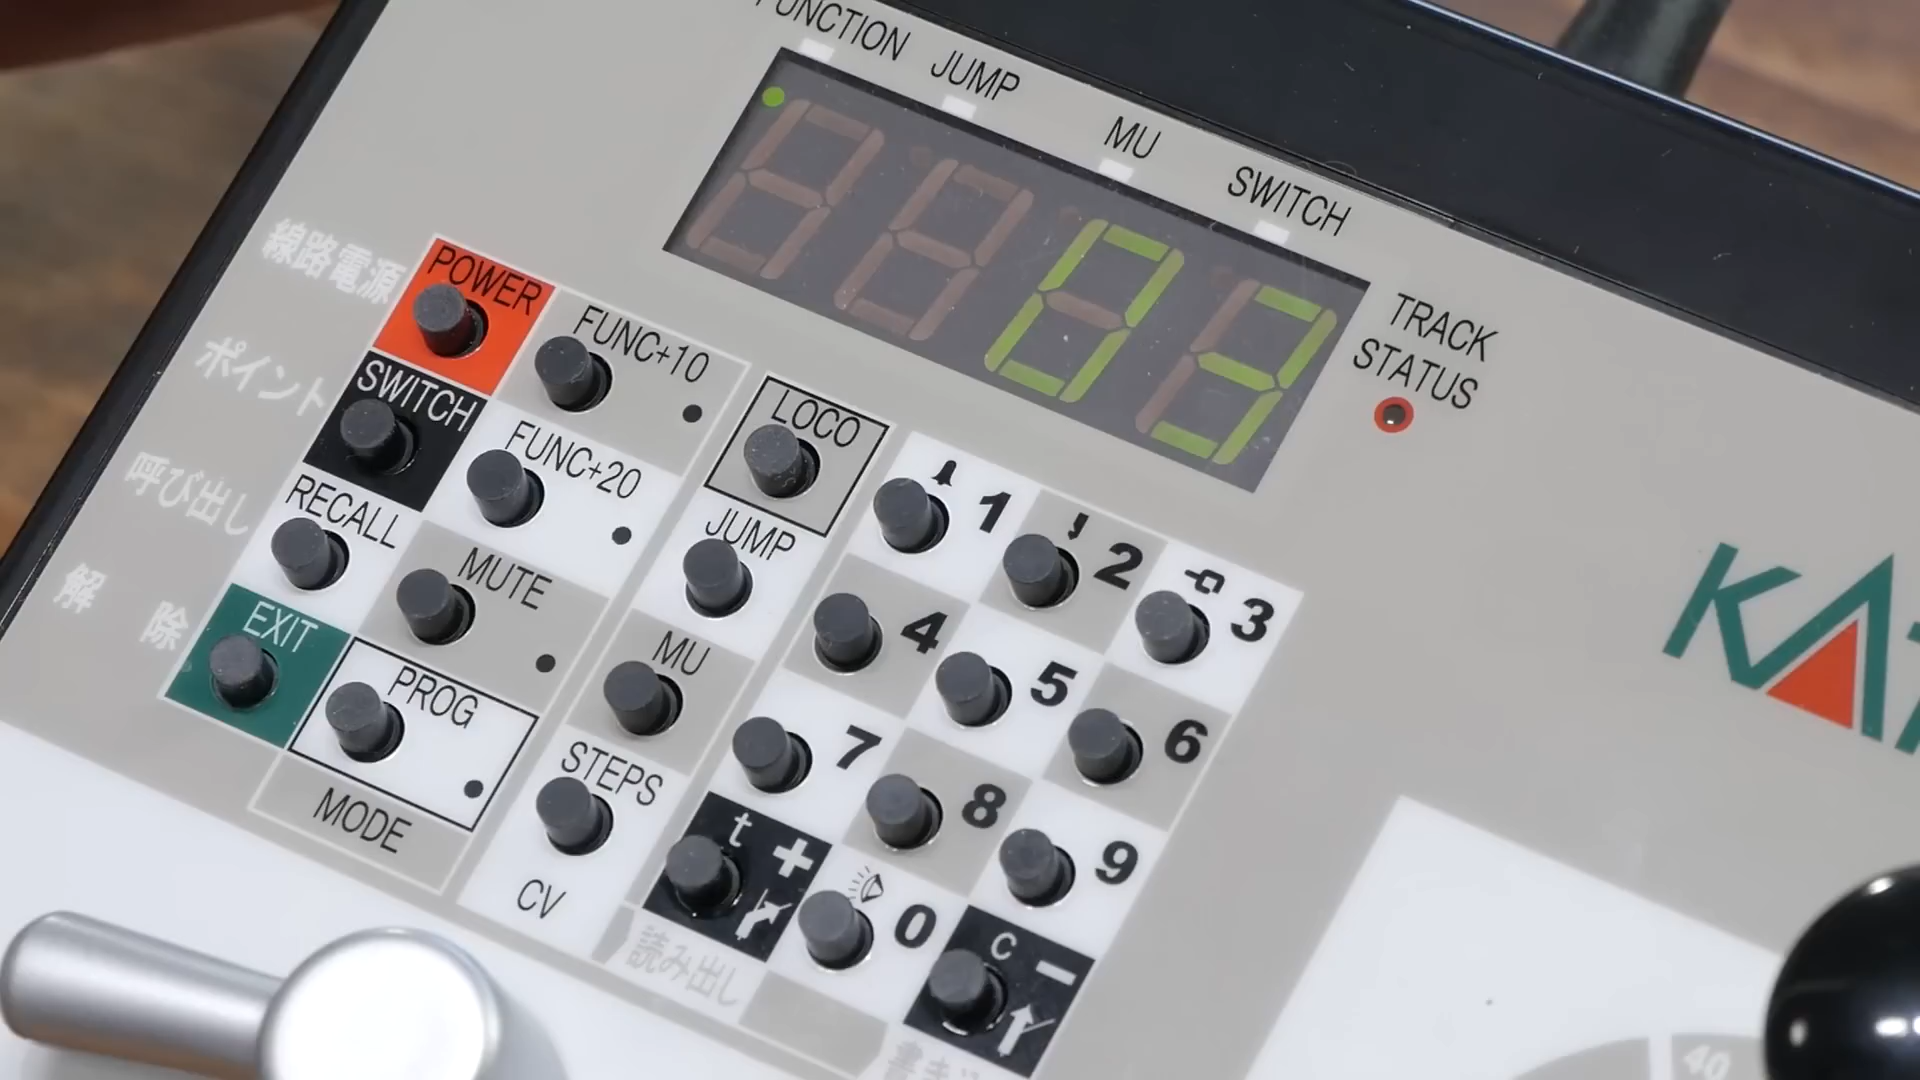 FUNCTION
JUMP
MU
SWITCH
03
TRACK
STATUS
線路電源
POWER
FUNC+10
ポイント
SWITCH
FUNC+20
LOCO
呼び出し
RECALL
MUTE
JUMP
1
2
3
解 除
EXIT
PROG
MU
4
5
6
MODE
STEPS
7
8
9
CV
t +
0
c −
読み出し
40